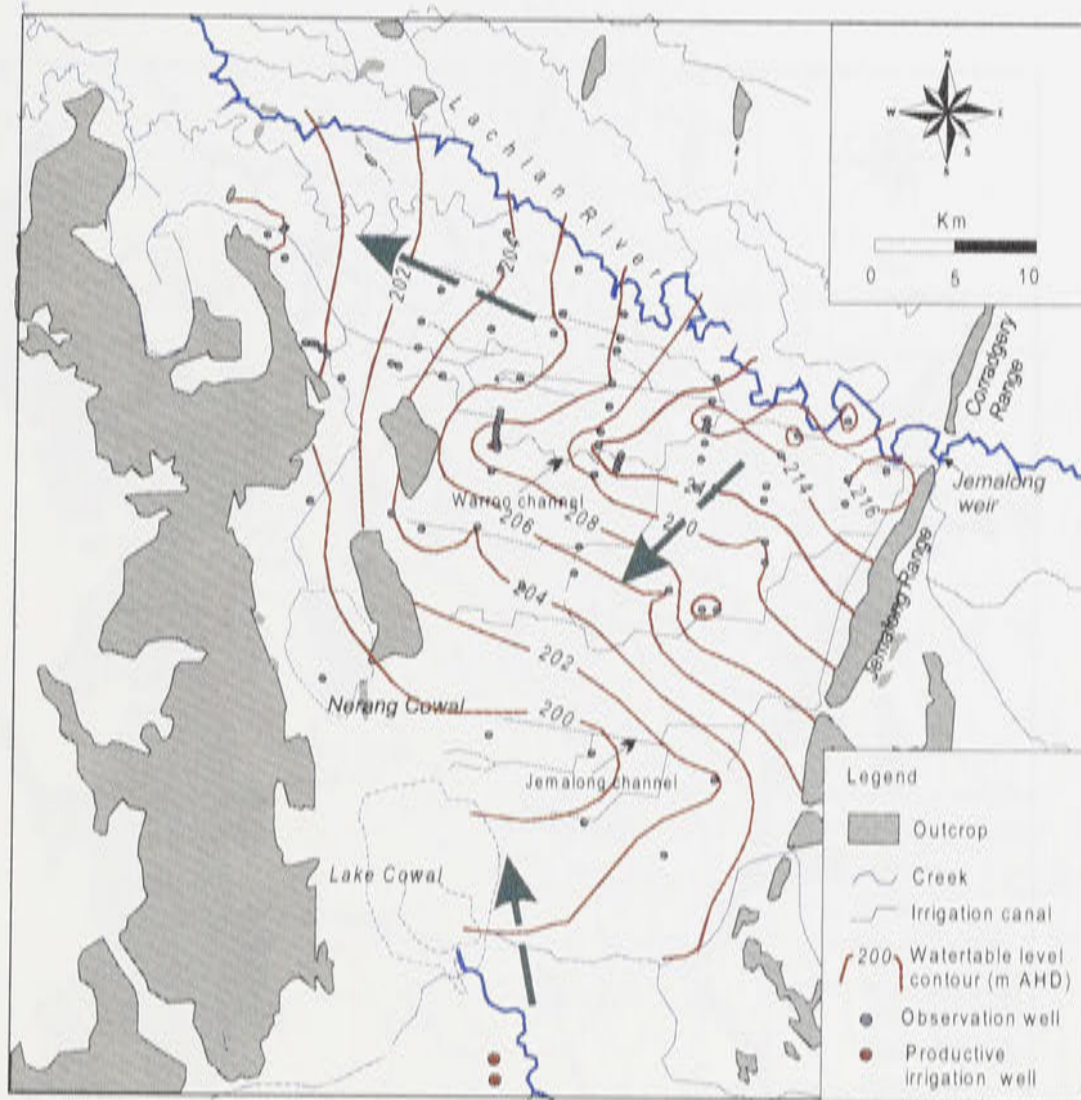 N
W
E
S
S
Km
0
5
10
Lachlan River
Corradgery
Range
Jemalong
weir
Jemalong Range
202
204
214
216
210
208
206
204
202
200
Warroo channel
Nerang Cowal
Jemalong channel
Lake Cowal
Legend
Outcrop
Creek
Irrigation canal
200
Watertable level
contour (m AHD)
Observation well
Productive
irrigation well